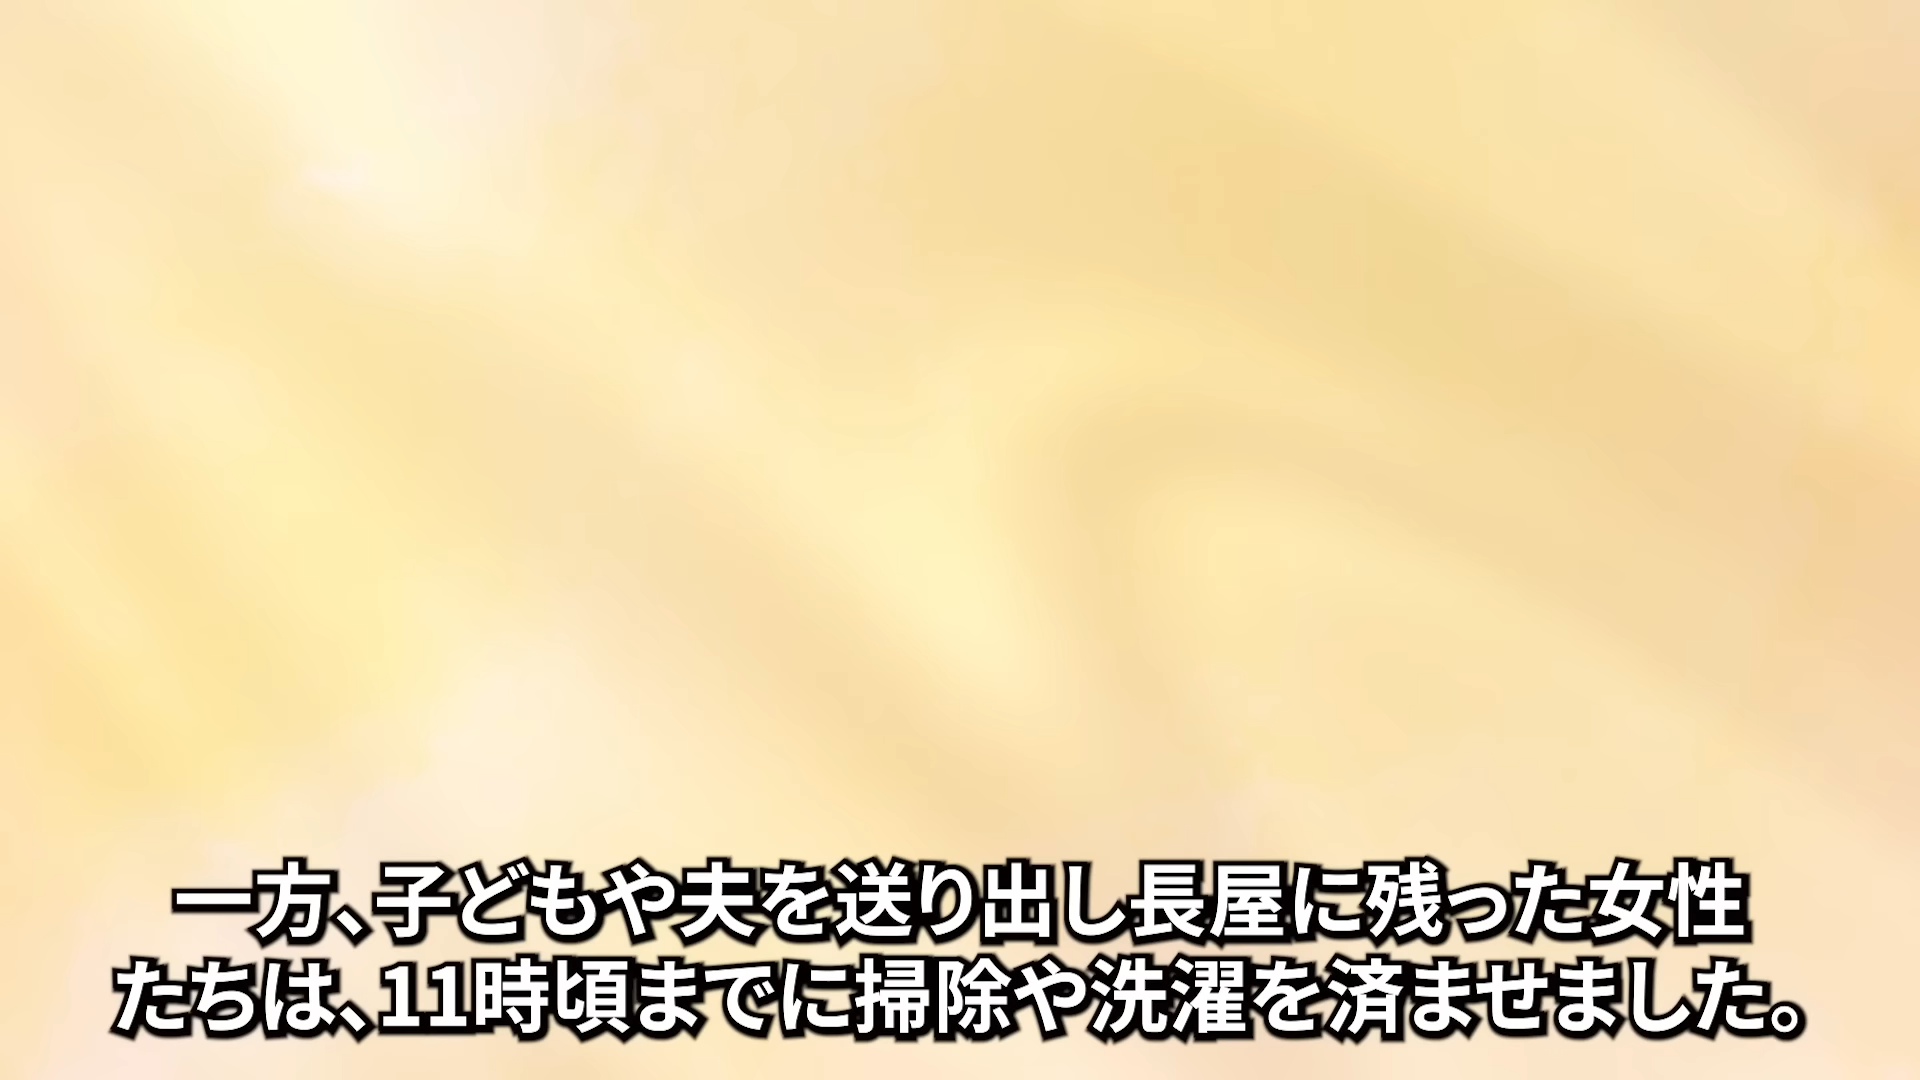 一方、子どもや夫を送り出し長屋に残った女性
たちは、11時頃までに掃除や洗濯を済ませました。